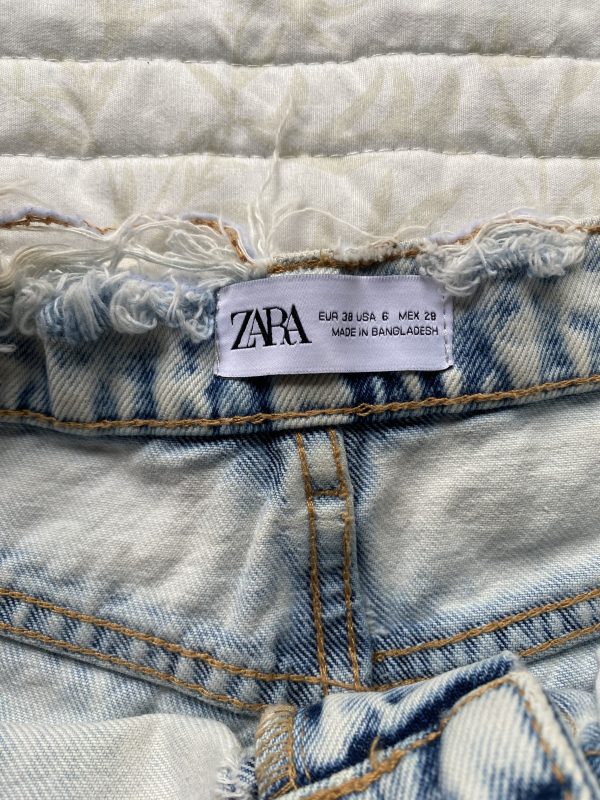 ZARA
EUR 38 USA 6 MEX 28
MADE IN BANGLADESH